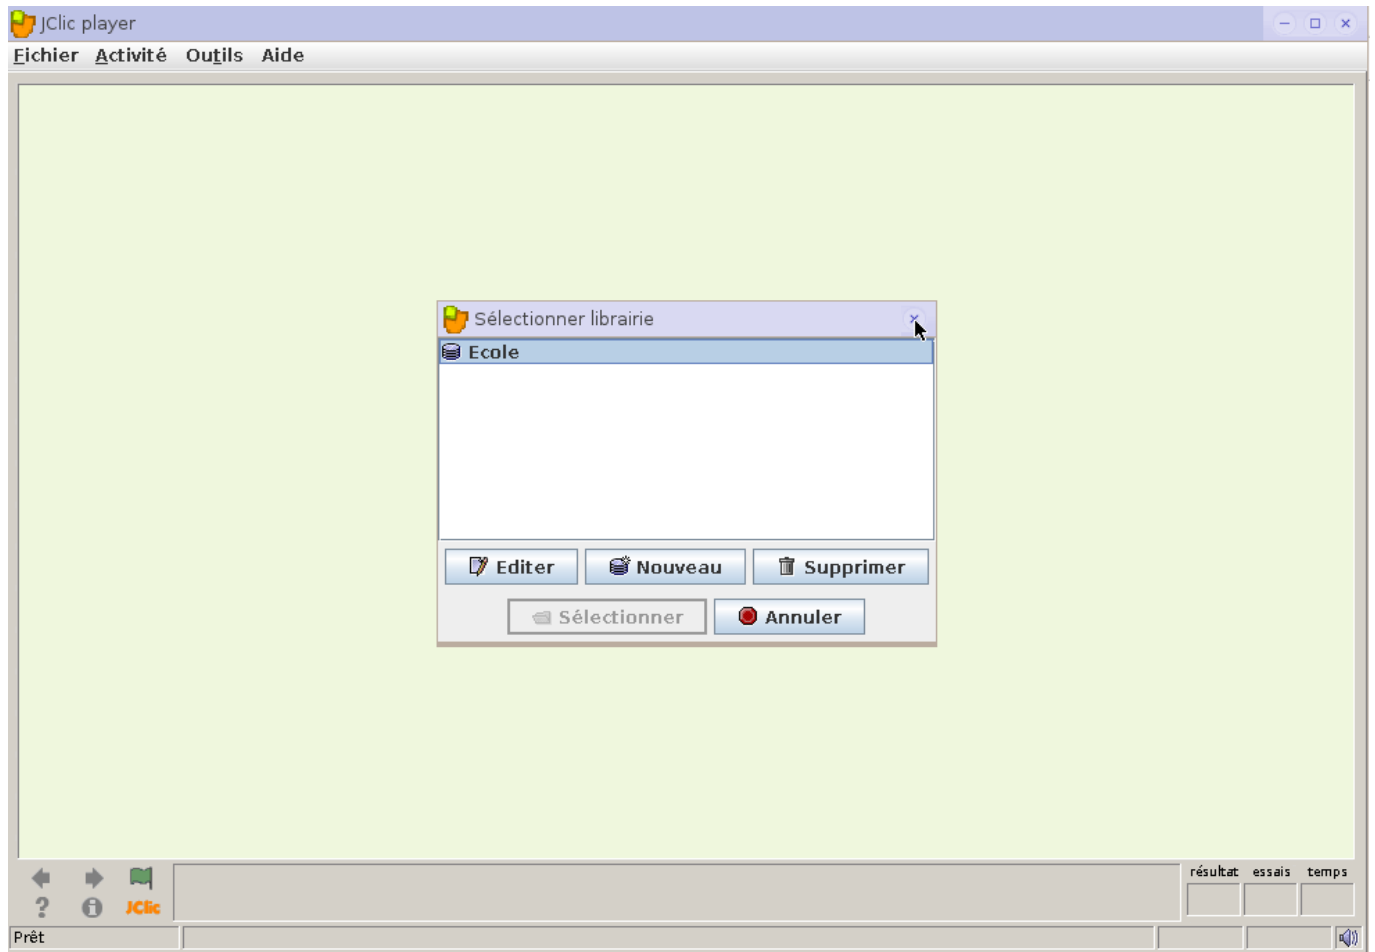 JClic player
Fichier Activité Outils Aide
Sélectionner librairie
Ecole
Editer Nouveau Supprimer
Sélectionner Annuler
résultat essais temps
JClic
Prêt